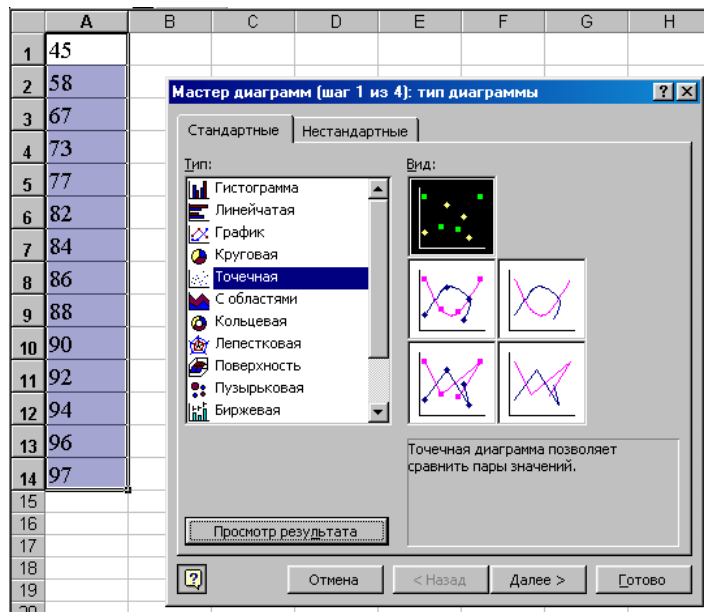 A B C D E F G H
1 45
2 58
3 67
4 73
5 77
6 82
7 84
8 86
9 88
10 90
11 92
12 94
13 96
14 97
15
16
17
18
19
20
Мастер диаграмм (шаг 1 из 4): тип диаграммы
Стандартные Нестандартные
Тип: Вид:
Гистограмма
Линейчатая
График
Круговая
Точечная
С областями
Кольцевая
Лепестковая
Поверхность
Пузырьковая
Биржевая
Точечная диаграмма позволяет
сравнить пары значений.
Просмотр результата
Отмена < Назад Далее > Готово